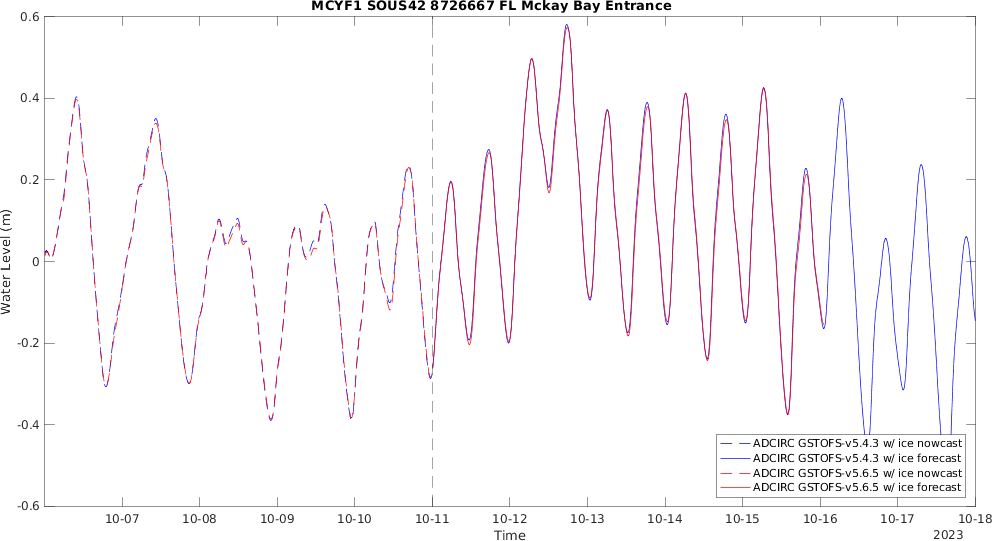 MCYF1 SOUS42 8726667 FL Mckay Bay Entrance
0.6
0.4
0.2
0
-0.2
-0.4
-0.6
Water Level (m)
ADCIRC GSTOFS-v5.4.3 w/ ice nowcast
ADCIRC GSTOFS-v5.4.3 w/ ice forecast
ADCIRC GSTOFS-v5.6.5 w/ ice nowcast
ADCIRC GSTOFS-v5.6.5 w/ ice forecast
10-07 10-08 10-09 10-10 10-11 10-12 10-13 10-14 10-15 10-16 10-17 10-18
Time
2023